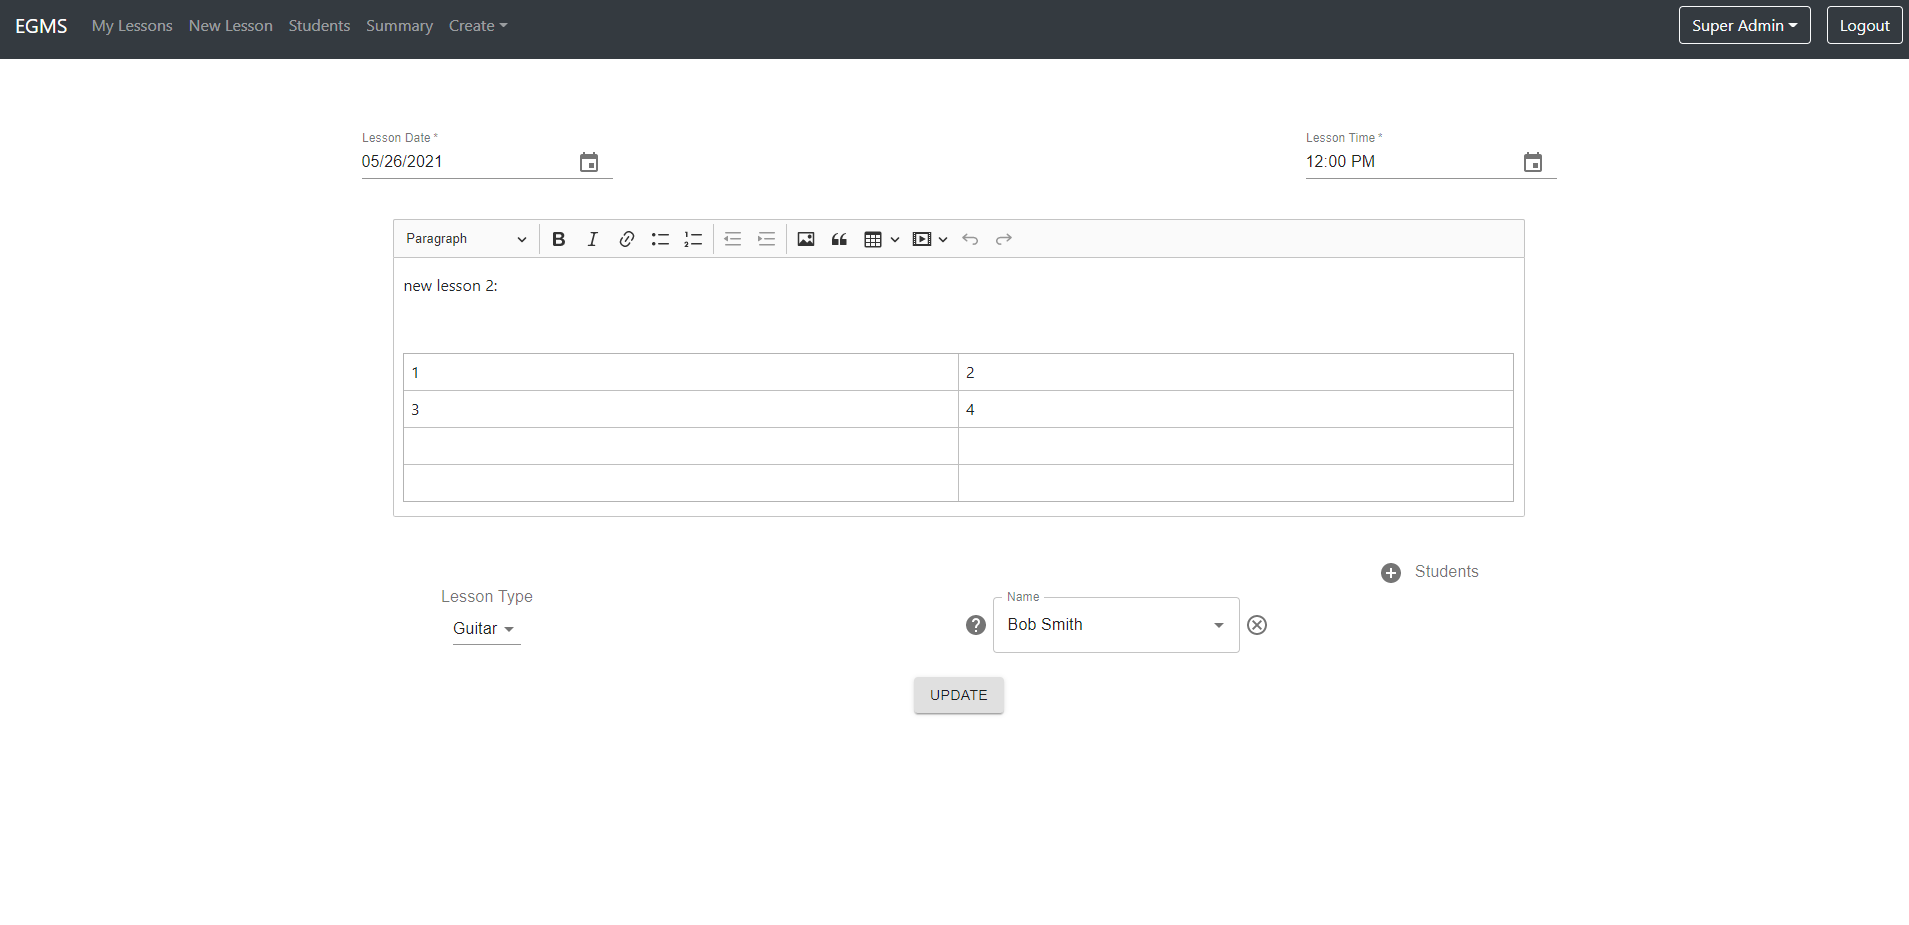 EGMS My Lessons New Lesson Students Summary Create Super Admin Logout
Lesson Date * Lesson Time *
05/26/2021 12:00 PM
Paragraph
new lesson 2:
1 2
3 4
Students
Lesson Type Name
Guitar Bob Smith
UPDATE